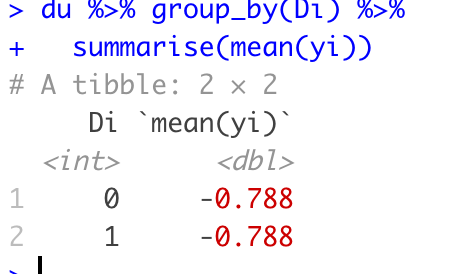 > du %>% group_by(Di) %>%
+   summarise(mean(yi))
# A tibble: 2 × 2
     Di `mean(yi)`
  <int>      <dbl>
1     0     -0.788
2     1     -0.788
>